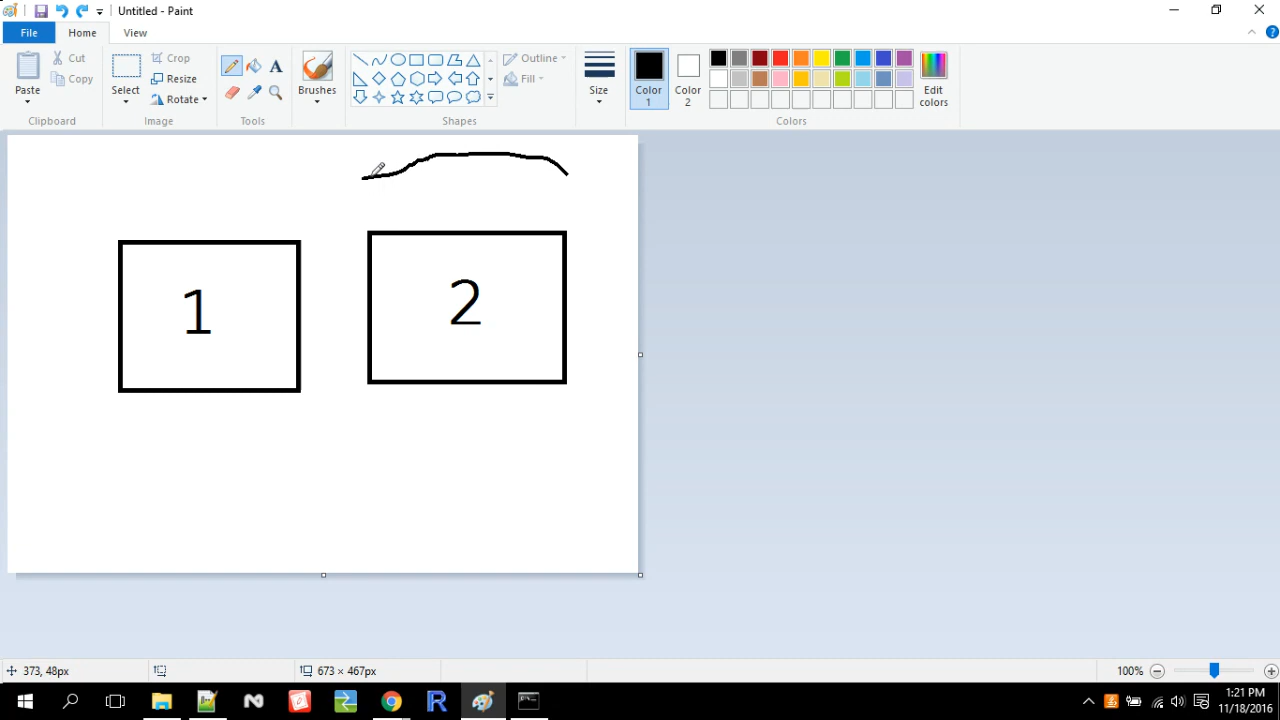 Untitled - Paint
File Home View
Paste
Cut
Copy
Clipboard
Select
Crop
Resize
Rotate
Image
A
Tools
Brushes
Shapes
Outline
Fill
Size
Color 1
Color 2
Edit colors
Colors
1
2
373, 48px
673 × 467px
100%
R
1:21 PM
11/18/2016